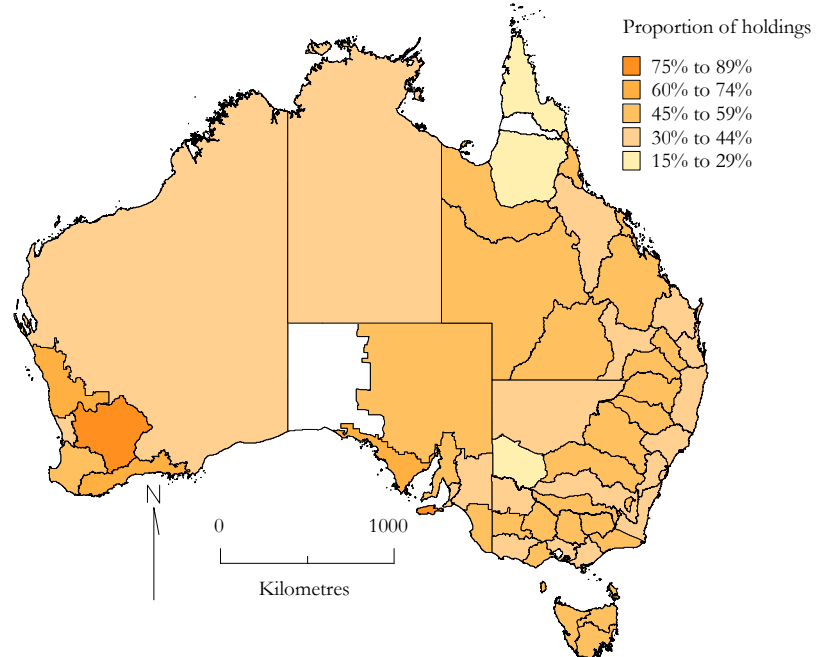 Proportion of holdings
75% to 89%
60% to 74%
45% to 59%
30% to 44%
15% to 29%
N
0 1000
Kilometres